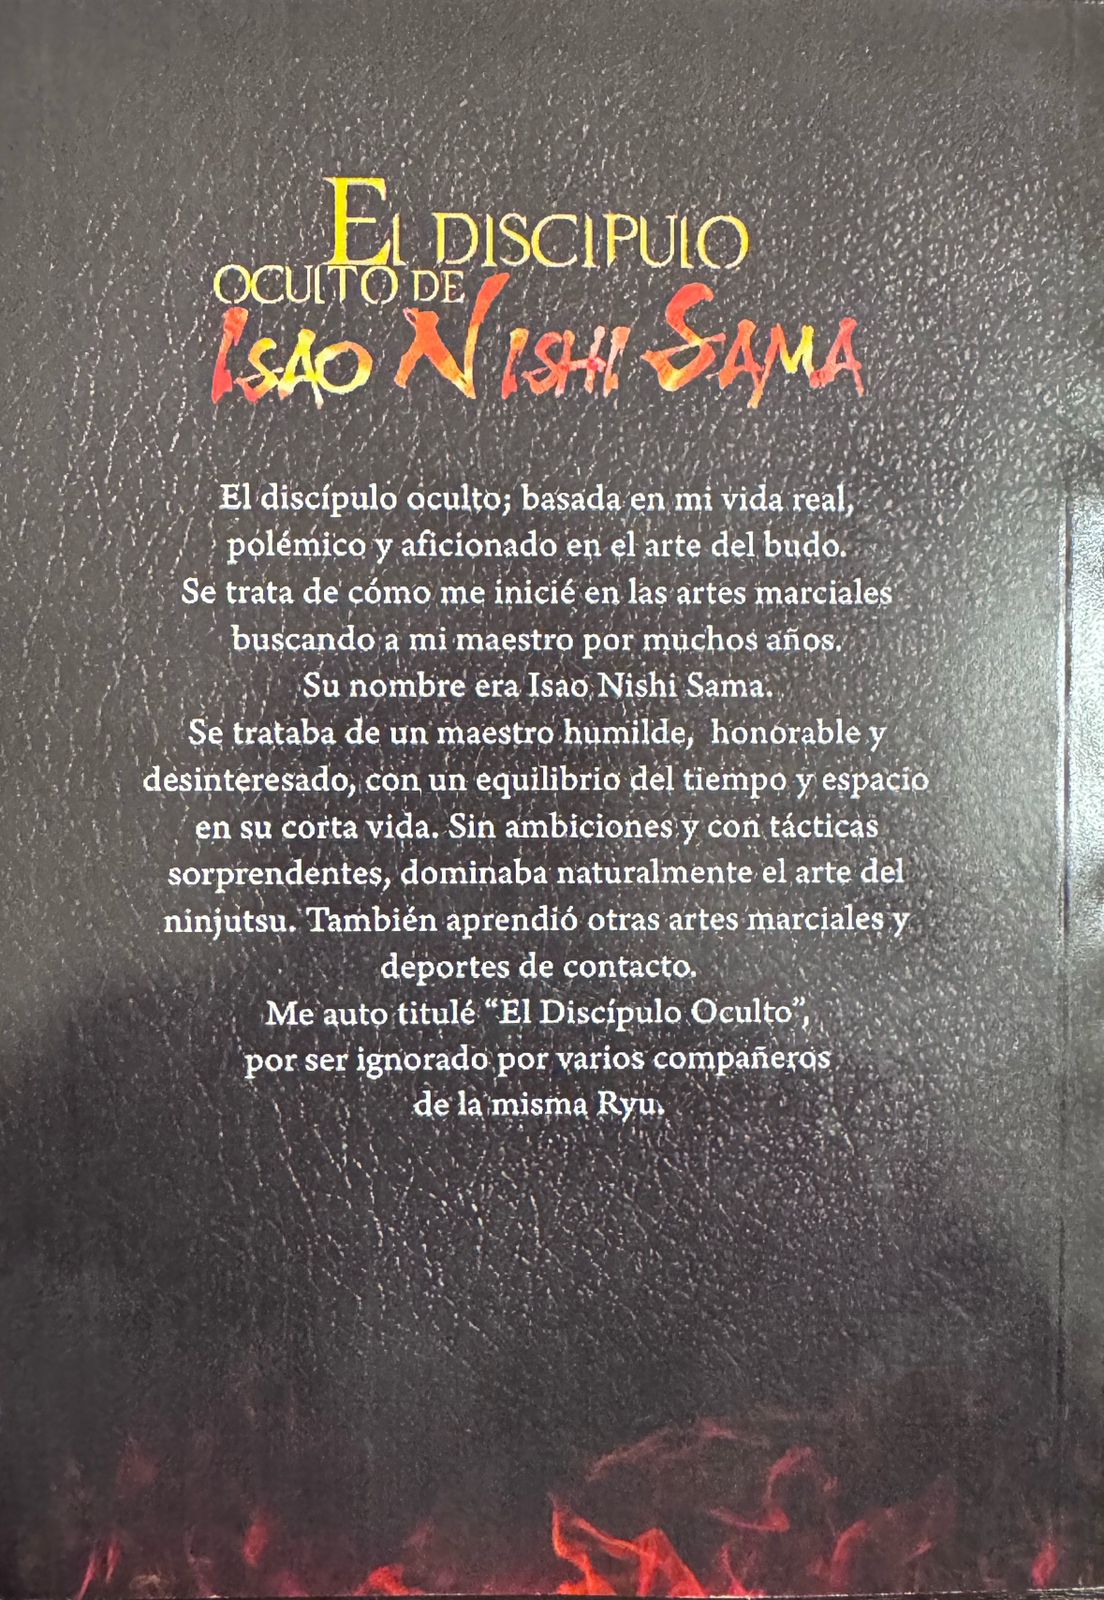 El discípulo
oculto de
Isao Nishi Sama
El discípulo oculto; basada en mi vida real,
polémico y aficionado en el arte del budo.
Se trata de cómo me inicié en las artes marciales
buscando a mi maestro por muchos años.
Su nombre era Isao Nishi Sama.
Se trataba de un maestro humilde, honorable y
desinteresado, con un equilibrio del tiempo y espacio
en su corta vida. Sin ambiciones y con tácticas
sorprendentes, dominaba naturalmente el arte del
ninjutsu. También aprendió otras artes marciales y
deportes de contacto.
Me auto titulé “El Discípulo Oculto”,
por ser ignorado por varios compañeros
de la misma Ryu.